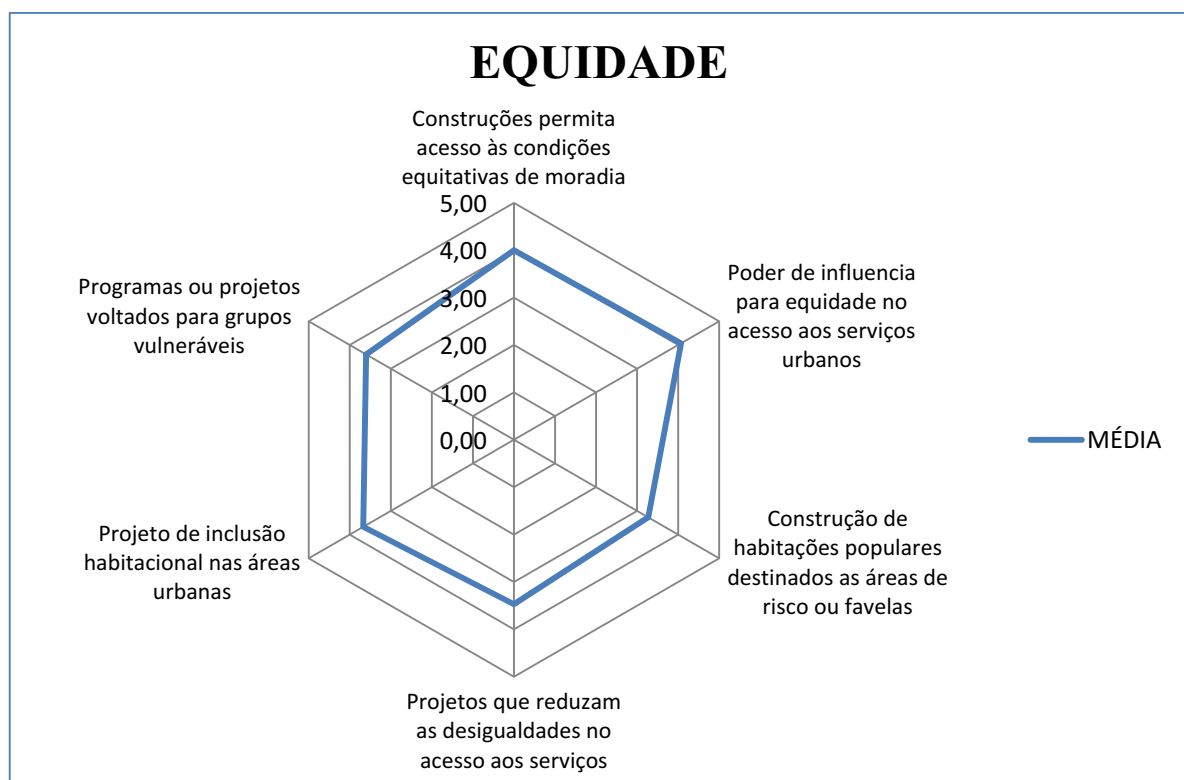 EQUIDADE
Construções permita
acesso às condições
equitativas de moradia
5,00
4,00
3,00
2,00
1,00
0,00
Poder de influencia
para equidade no
acesso aos serviços
urbanos
Construção de
habitações populares
destinados as áreas de
risco ou favelas
Projetos que reduzam
as desigualdades no
acesso aos serviços
Projeto de inclusão
habitacional nas áreas
urbanas
Programas ou projetos
voltados para grupos
vulneráveis
MÉDIA